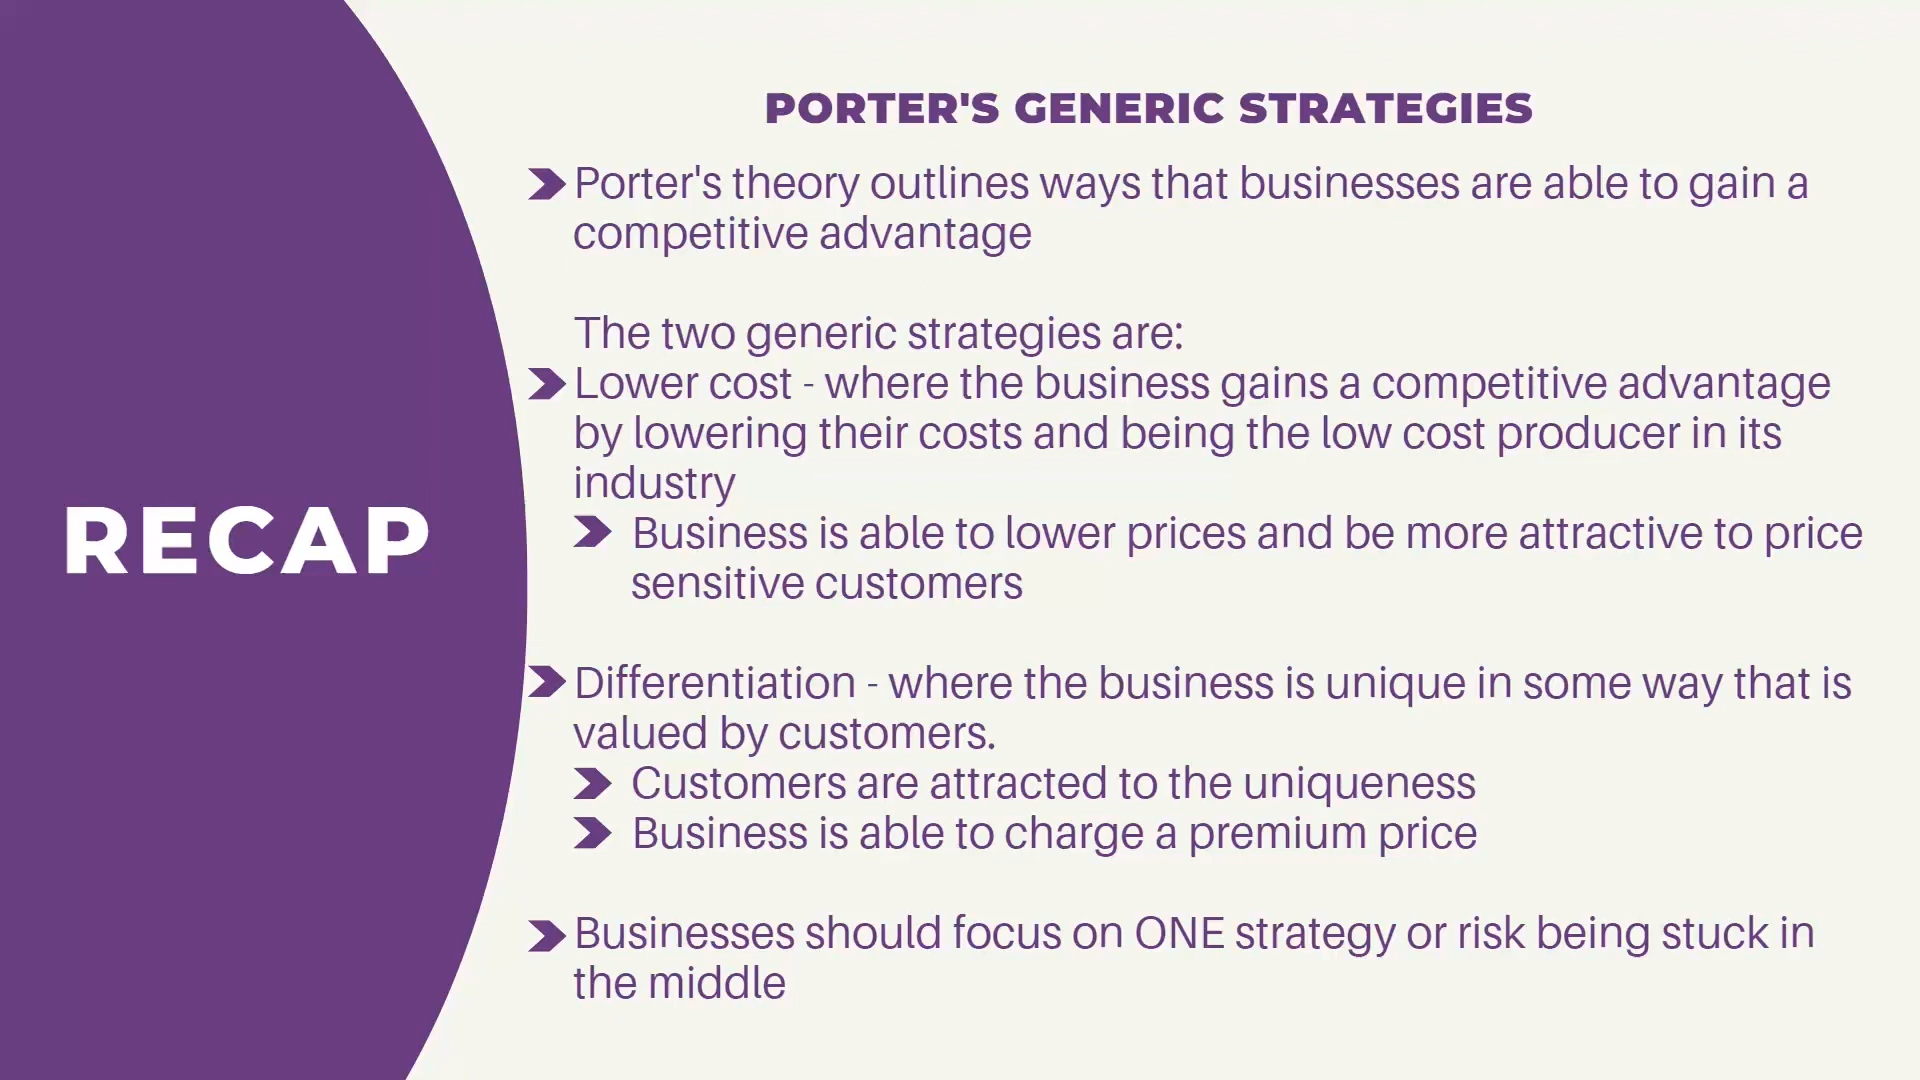 RECAP
PORTER'S GENERIC STRATEGIES
Porter's theory outlines ways that businesses are able to gain a
competitive advantage
The two generic strategies are:
Lower cost - where the business gains a competitive advantage
by lowering their costs and being the low cost producer in its
industry
Business is able to lower prices and be more attractive to price
sensitive customers
Differentiation - where the business is unique in some way that is
valued by customers.
Customers are attracted to the uniqueness
Business is able to charge a premium price
Businesses should focus on ONE strategy or risk being stuck in
the middle